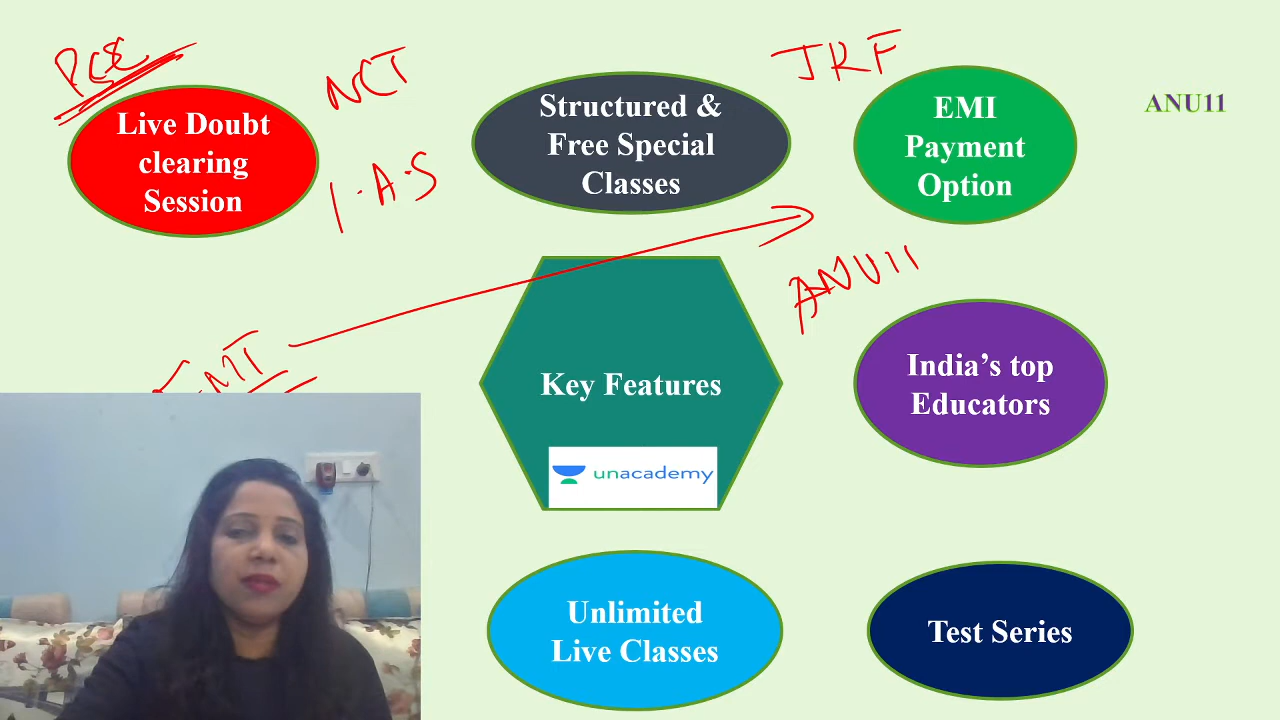 PGE
NCT
JRF
Live Doubt
clearing
Session
Structured &
Free Special
Classes
EMI
Payment
Option
ANU11
I.A.S
ANU11
Key Features
unacademy
India's top
Educators
Unlimited
Live Classes
Test Series